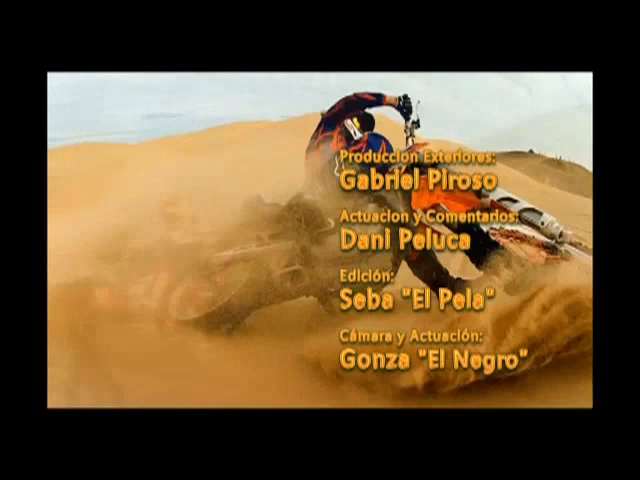 Produccion Exteriores:
Gabriel Piroso
Actuacion y Comentarios:
Dani Peluca
Edición:
Seba "El Pela"
Cámara y Actuación:
Gonza "El Negro"